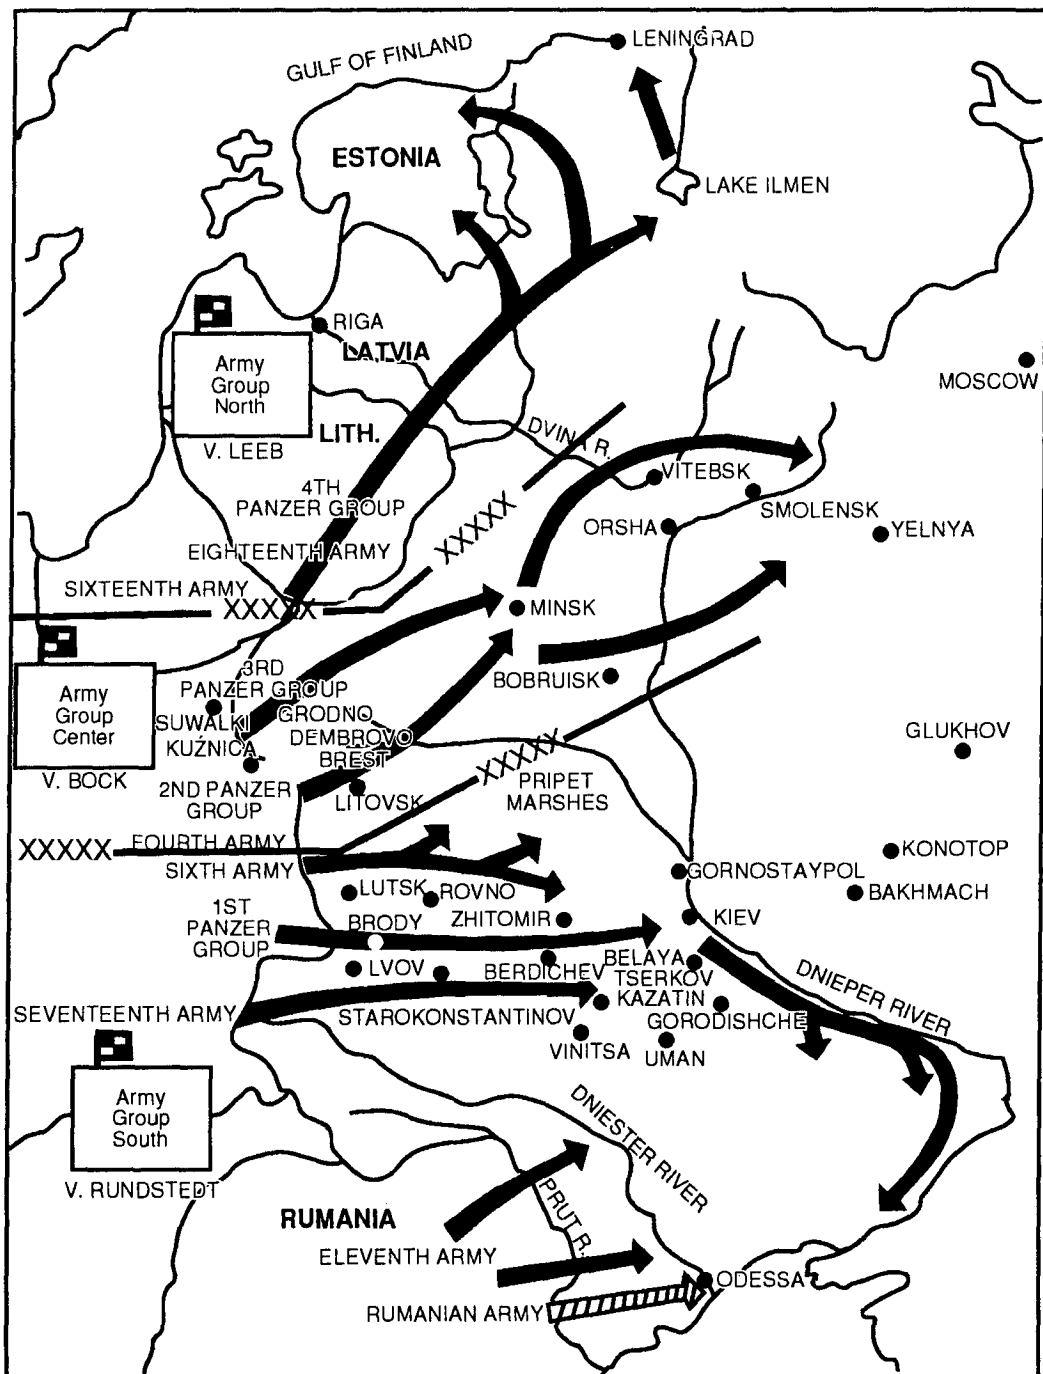 LENINGRAD
GULF OF FINLAND
ESTONIA
LAKE ILMEN
RIGA
LATVIA
MOSCOW
Army
Group
North
V. LEEB
LITH.
DVINA R.
VITEBSK
4TH
PANZER GROUP
SMOLENSK
ORSHA
YELNYA
XXXXX
EIGHTEENTH ARMY
SIXTEENTH ARMY
XXXXX
MINSK
Army
Group
Center
V. BOCK
3RD
PANZER GROUP
BOBRUISK
SUWALKI
GRODNO
KUŹNICA
DEMBROVO
BREST
LITOVSK
GLUKHOV
XXXXX
PRIPET
MARSHES
2ND PANZER
GROUP
XXXXX
FOURTH ARMY
SIXTH ARMY
KONOTOP
GORNOSTAYPOL
BAKHMACH
LUTSK
ROVNO
1ST
PANZER
GROUP
BRODY
ZHITOMIR
KIEV
LVOV
BERDICHEV
BELAYA
TSERKOV
DNIEPER RIVER
KAZATIN
SEVENTEENTH ARMY
STAROKONSTANTINOV
GORODISHCHE
VINITSA
UMAN
Army
Group
South
V. RUNDSTEDT
DNIESTER RIVER
PRUT R.
RUMANIA
ELEVENTH ARMY
ODESSA
RUMANIAN ARMY